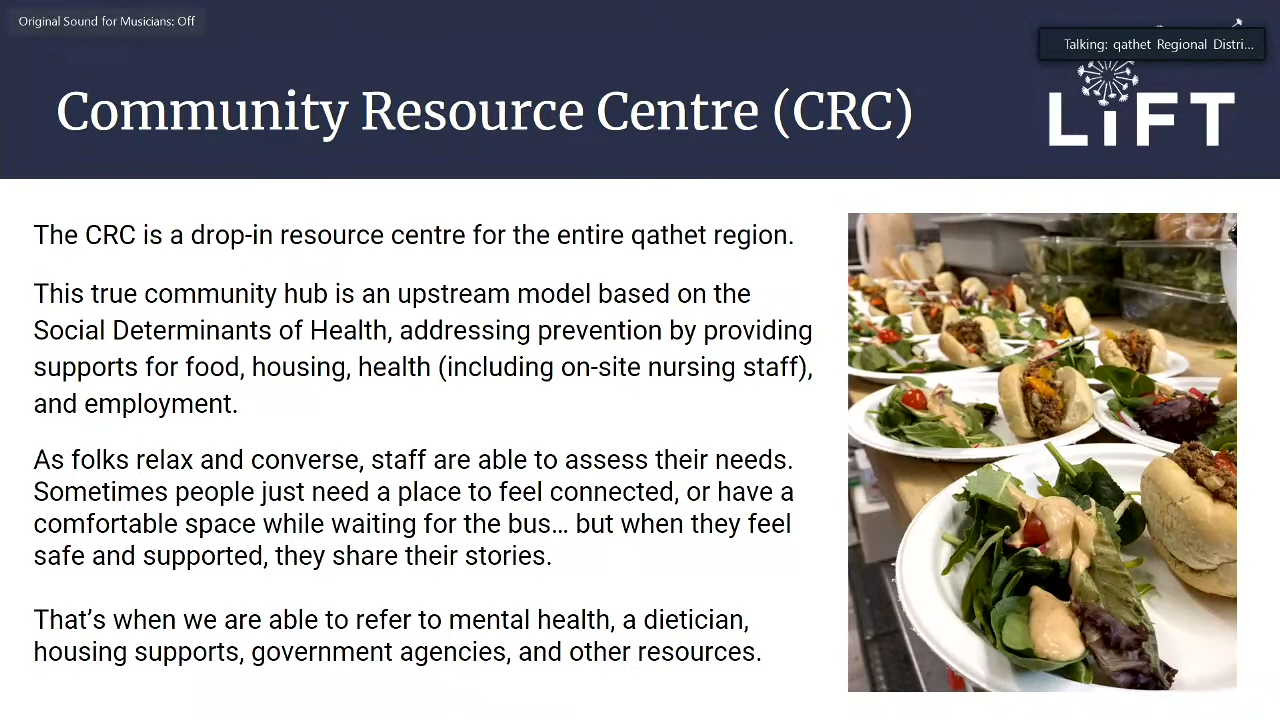 Original Sound for Musicians: Off
Talking: qathet Regional Distri...
Community Resource Centre (CRC)
LiFT
The CRC is a drop-in resource centre for the entire qathet region.
This true community hub is an upstream model based on the
Social Determinants of Health, addressing prevention by providing
supports for food, housing, health (including on-site nursing staff),
and employment.
As folks relax and converse, staff are able to assess their needs.
Sometimes people just need a place to feel connected, or have a
comfortable space while waiting for the bus… but when they feel
safe and supported, they share their stories.
That’s when we are able to refer to mental health, a dietician,
housing supports, government agencies, and other resources.